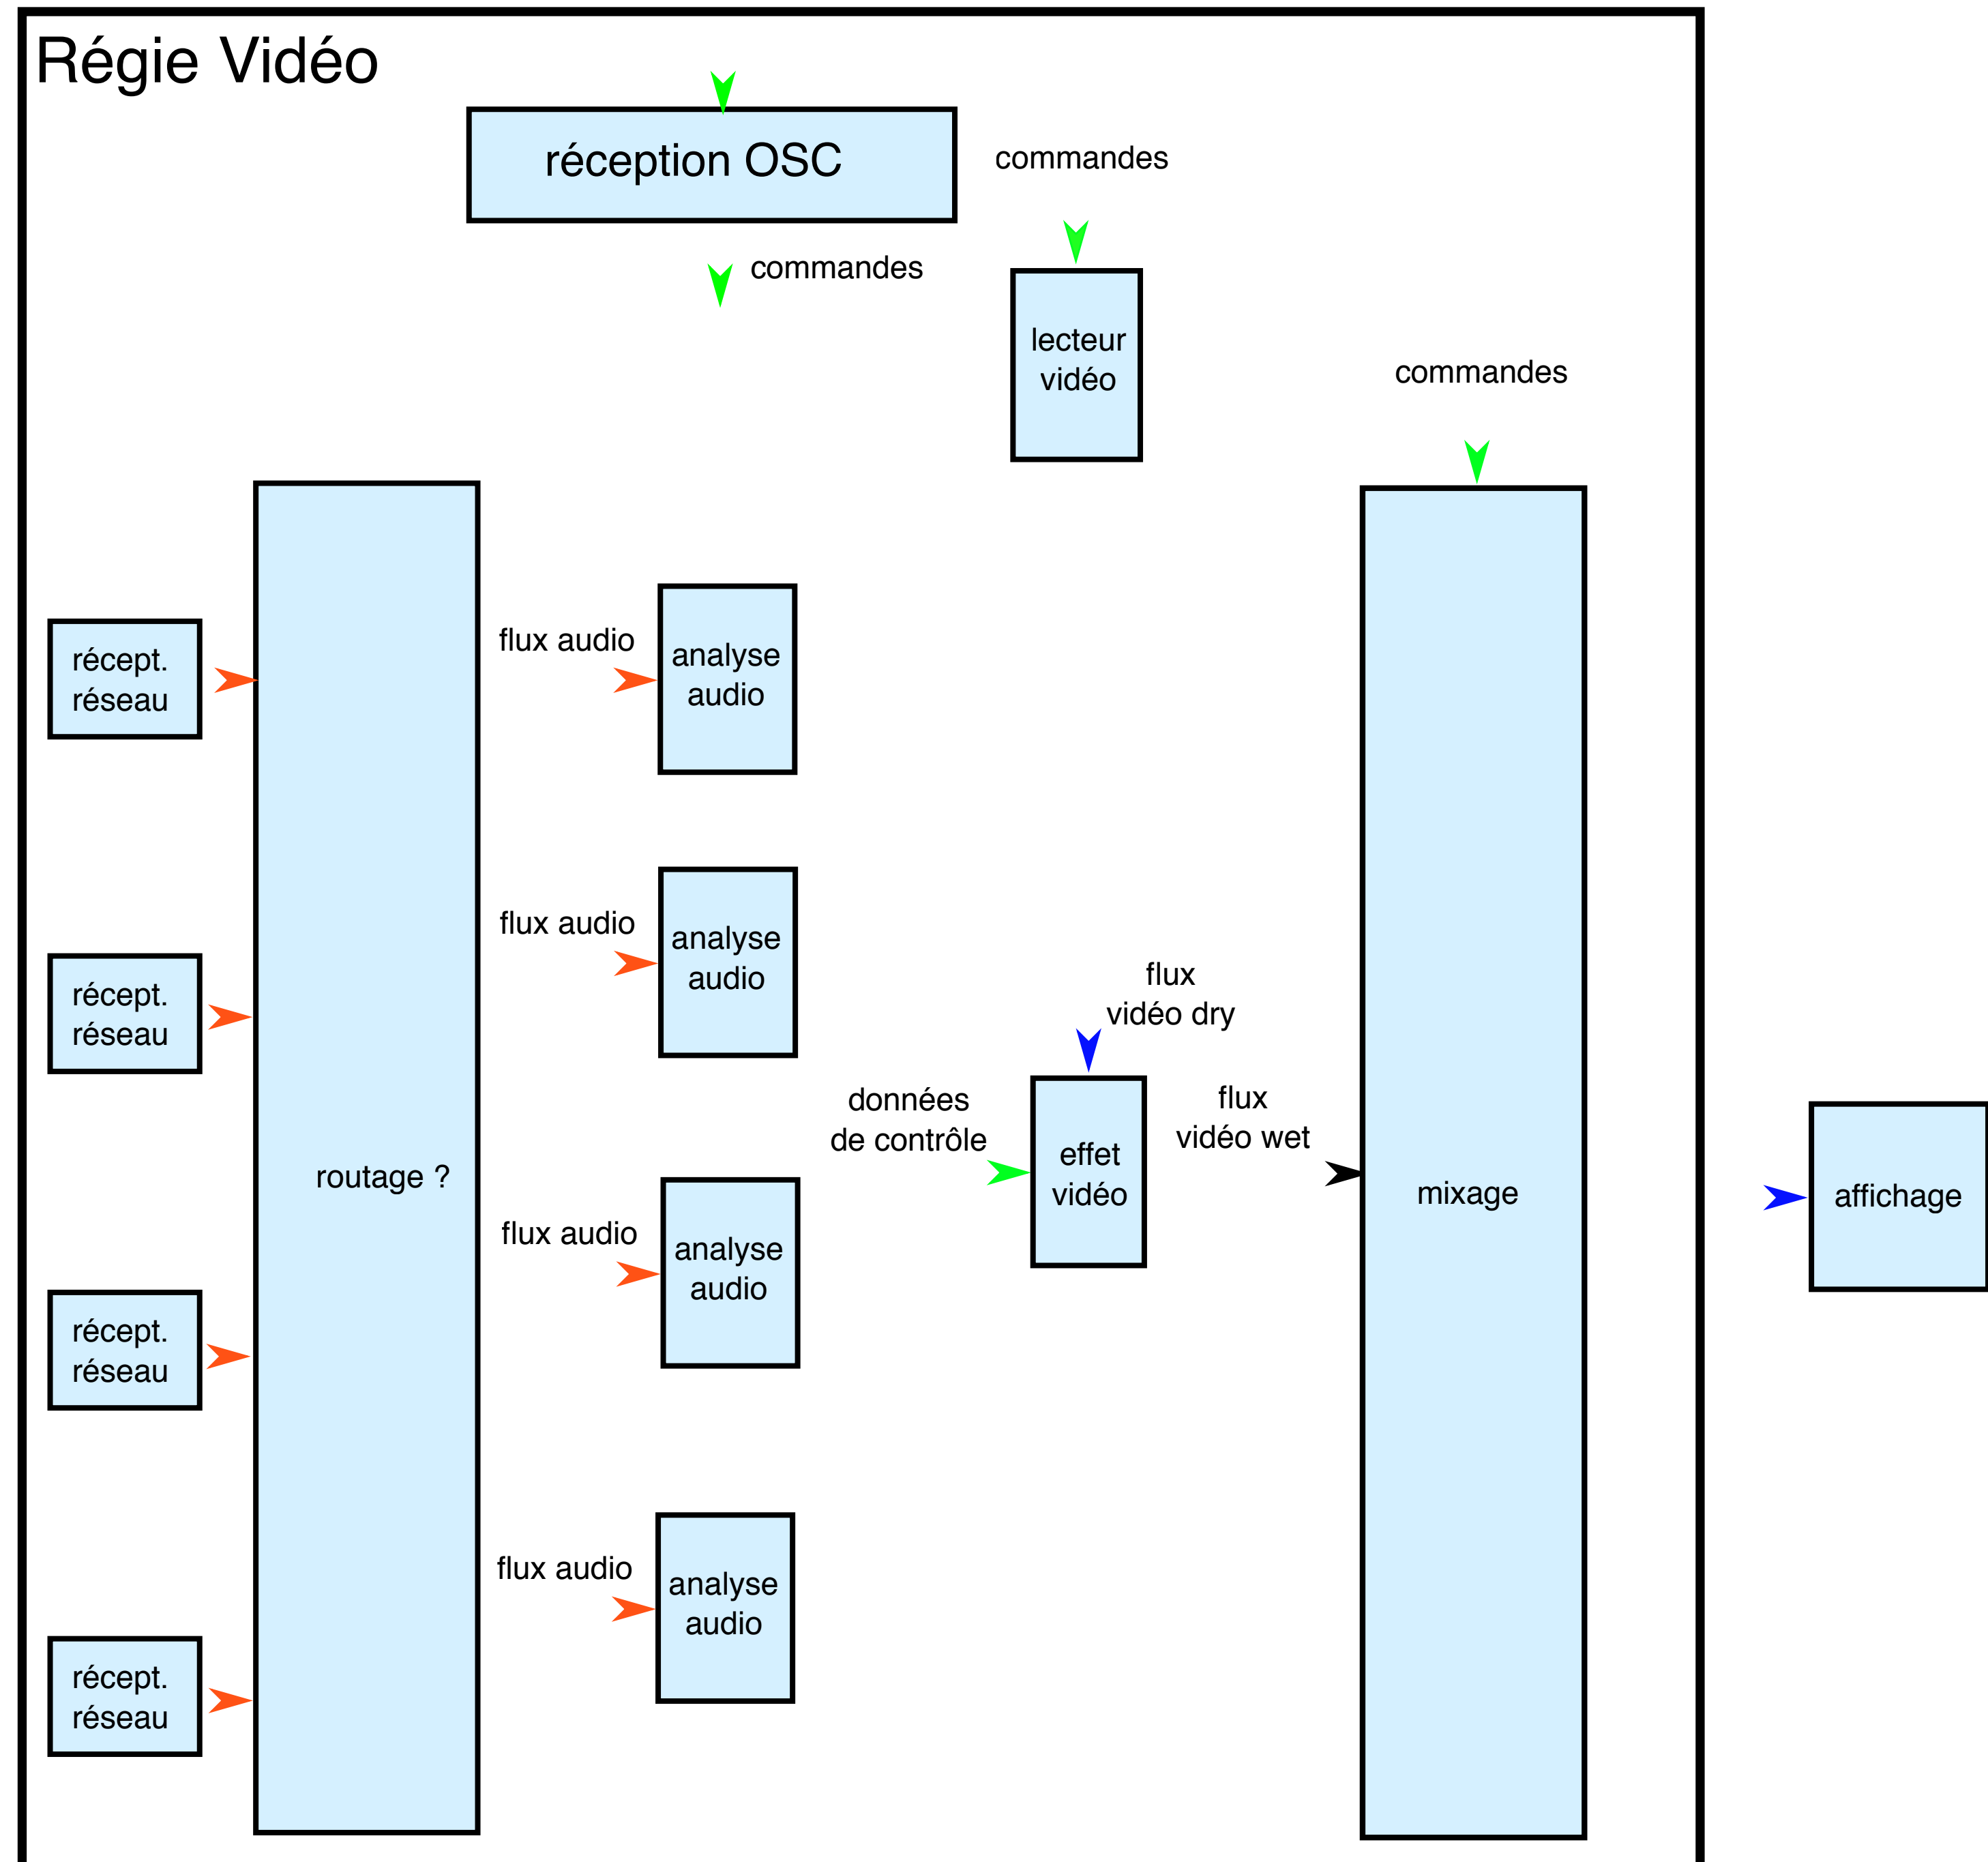 Régie Vidéo
réception OSC
commandes
commandes
lecteur
vidéo
commandes
récept.
réseau
flux audio
analyse
audio
récept.
réseau
flux audio
analyse
audio
flux
vidéo dry
données
de contrôle
effet
vidéo
flux
vidéo wet
routage ?
mixage
affichage
récept.
réseau
flux audio
analyse
audio
flux audio
analyse
audio
récept.
réseau